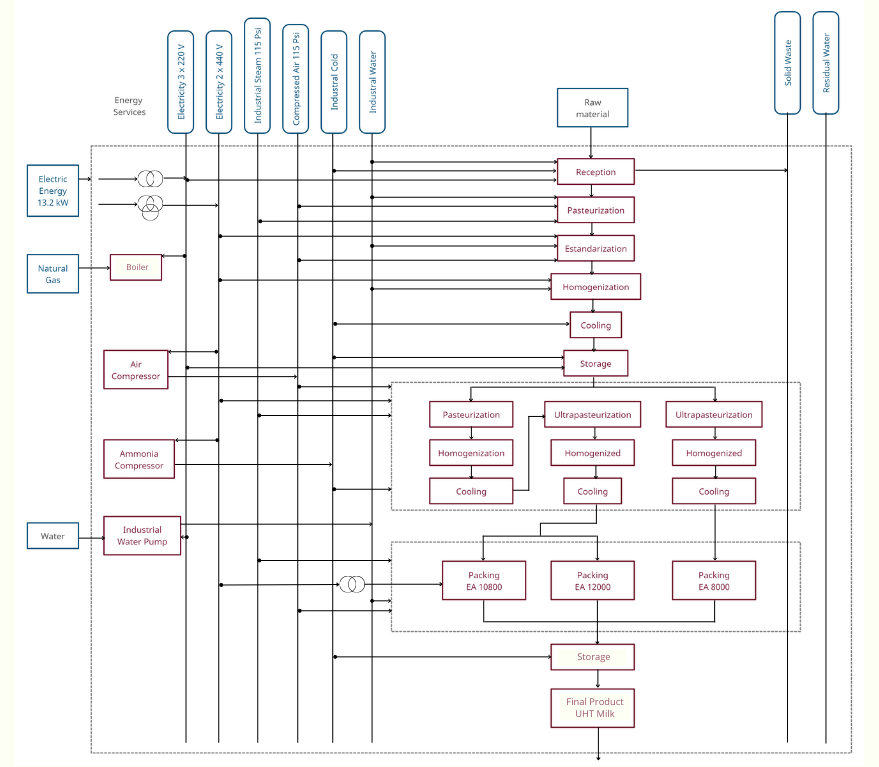 Electricity 3 x 220 V
Electricity 2 x 440 V
Industrial Steam 115 Psi
Compressed Air 115 Psi
Industral Cold
Industral Water
Solid Waste
Residual Water
Energy
Services
Raw
material
Electric
Energy
13.2 kW
Reception
Pasteurization
Estandarization
Natural
Gas
Boiler
Homogenization
Cooling
Air
Compressor
Storage
Pasteurization
Ultrapasteurization
Ultrapasteurization
Ammonia
Compressor
Homogenization
Homogenized
Homogenized
Cooling
Cooling
Cooling
Water
Industrial
Water Pump
Packing
EA 10800
Packing
EA 12000
Packing
EA 8000
Storage
Final Product
UHT Milk